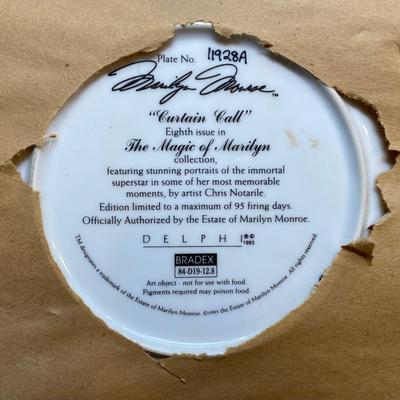 Plate No. 11928A
Marilyn Monroe ™
"Curtain Call"
Eighth issue in
The Magic of Marilyn
collection,
featuring stunning portraits of the immortal
superstar in some of her most memorable
moments, by artist Chris Notarile.
Edition limited to a maximum of 95 firing days.
Officially Authorized by the Estate of Marilyn Monroe.
DELPHI ®©
1993
BRADEX
84-D19-12.8
Art object - not for use with food.
Pigments required may poison food.
TM designates a trademark of the Estate of Marilyn Monroe. ©1993 the Estate of Marilyn Monroe. All rights reserved.